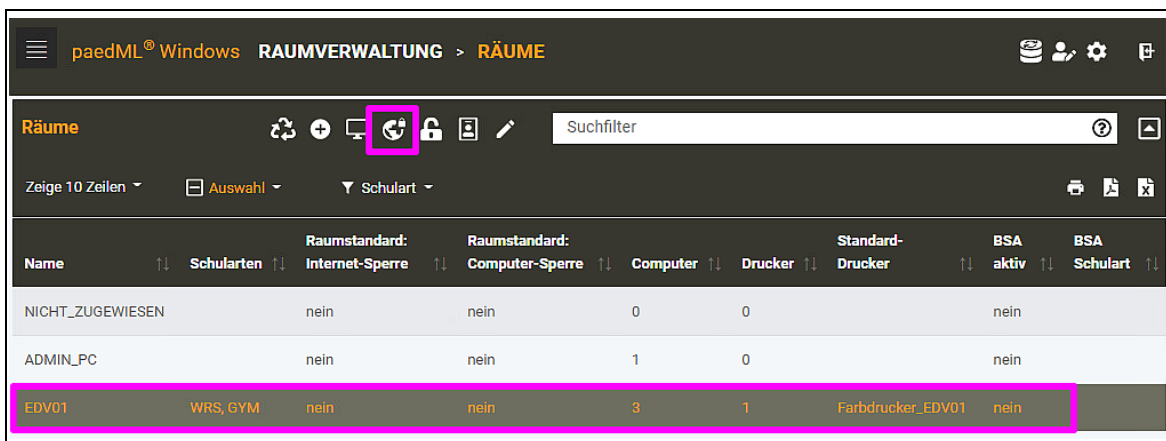 paedML® Windows RAUMVERWALTUNG > RÄUME
Räume Suchfilter
Zeige 10 Zeilen Auswahl Schulart
Name Schularten Raumstandard: Internet-Sperre Raumstandard: Computer-Sperre Computer Drucker Standard-Drucker BSA aktiv BSA Schulart
NICHT_ZUGEWIESEN nein nein 0 0 nein
ADMIN_PC nein nein 1 0 nein
EDV01 WRS, GYM nein nein 3 1 Farbdrucker_EDV01 nein